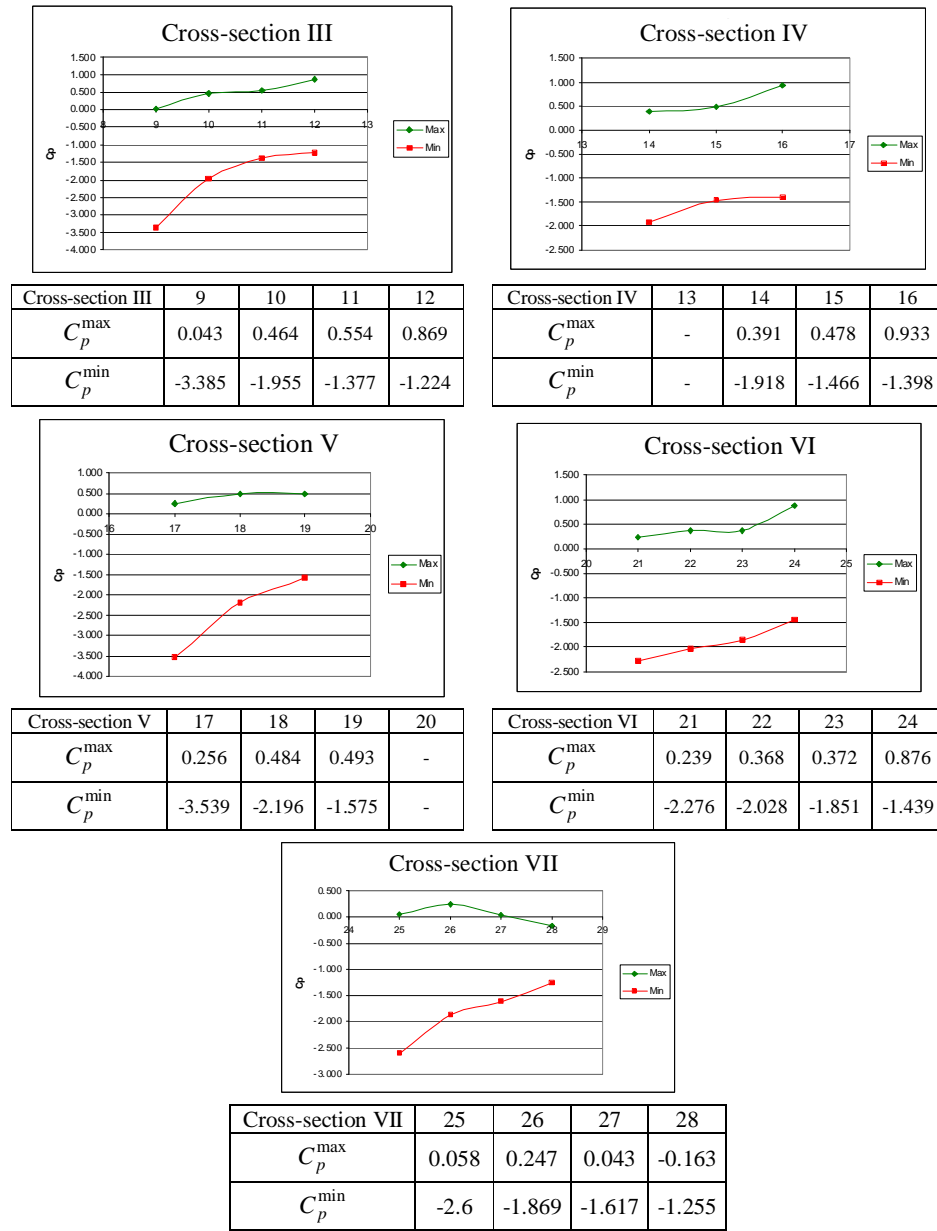 Cross-section III
1.500
1.000
0.500
0.000
-0.500
-1.000
-1.500
-2.000
-2.500
-3.000
-3.500
-4.000
8 9 10 11 12 13
Cp
Max
Min
Cross-section III 9 10 11 12
C_p^max 0.043 0.464 0.554 0.869
C_p^min -3.385 -1.955 -1.377 -1.224
Cross-section IV
1.500
1.000
0.500
0.000
-0.500
-1.000
-1.500
-2.000
-2.500
13 14 15 16 17
Cp
Max
Min
Cross-section IV 13 14 15 16
C_p^max - 0.391 0.478 0.933
C_p^min - -1.918 -1.466 -1.398
Cross-section V
1.000
0.500
0.000
-0.500
-1.000
-1.500
-2.000
-2.500
-3.000
-3.500
-4.000
16 17 18 19 20
Cp
Max
Min
Cross-section V 17 18 19 20
C_p^max 0.256 0.484 0.493 -
C_p^min -3.539 -2.196 -1.575 -
Cross-section VI
1.500
1.000
0.500
0.000
-0.500
-1.000
-1.500
-2.000
-2.500
20 21 22 23 24 25
Cp
Max
Min
Cross-section VI 21 22 23 24
C_p^max 0.239 0.368 0.372 0.876
C_p^min -2.276 -2.028 -1.851 -1.439
Cross-section VII
0.500
0.000
-0.500
-1.000
-1.500
-2.000
-2.500
-3.000
24 25 26 27 28 29
Cp
Max
Min
Cross-section VII 25 26 27 28
C_p^max 0.058 0.247 0.043 -0.163
C_p^min -2.6 -1.869 -1.617 -1.255